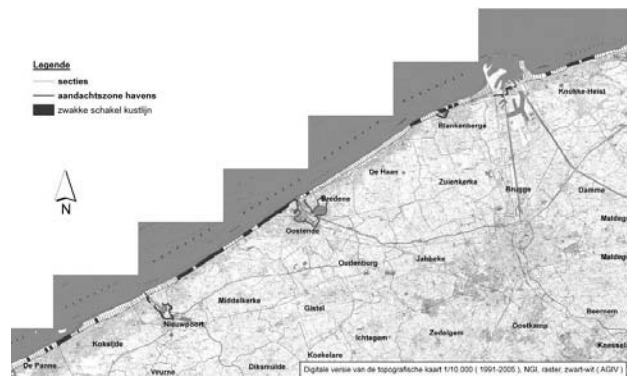 Legende
secties
aandachtszone havens
zwakke schakel kustlijn
N
Knokke-Heist
Blankenberge
De Haan
Zuienkerke
Brugge
Damme
Bredene
Oostende
Oudenburg
Jabbeke
Middelkerke
Gistel
Beernem
Nieuwpoort
Zedelgem
Oostkamp
Koksijde
Ichtegem
De Panne
Koekelare
Veurne
Diksmuide
Digitale versie van de topografische kaart 1/10.000 ( 1991-2005 ), NGI, raster, zwart-wit ( AGIV )